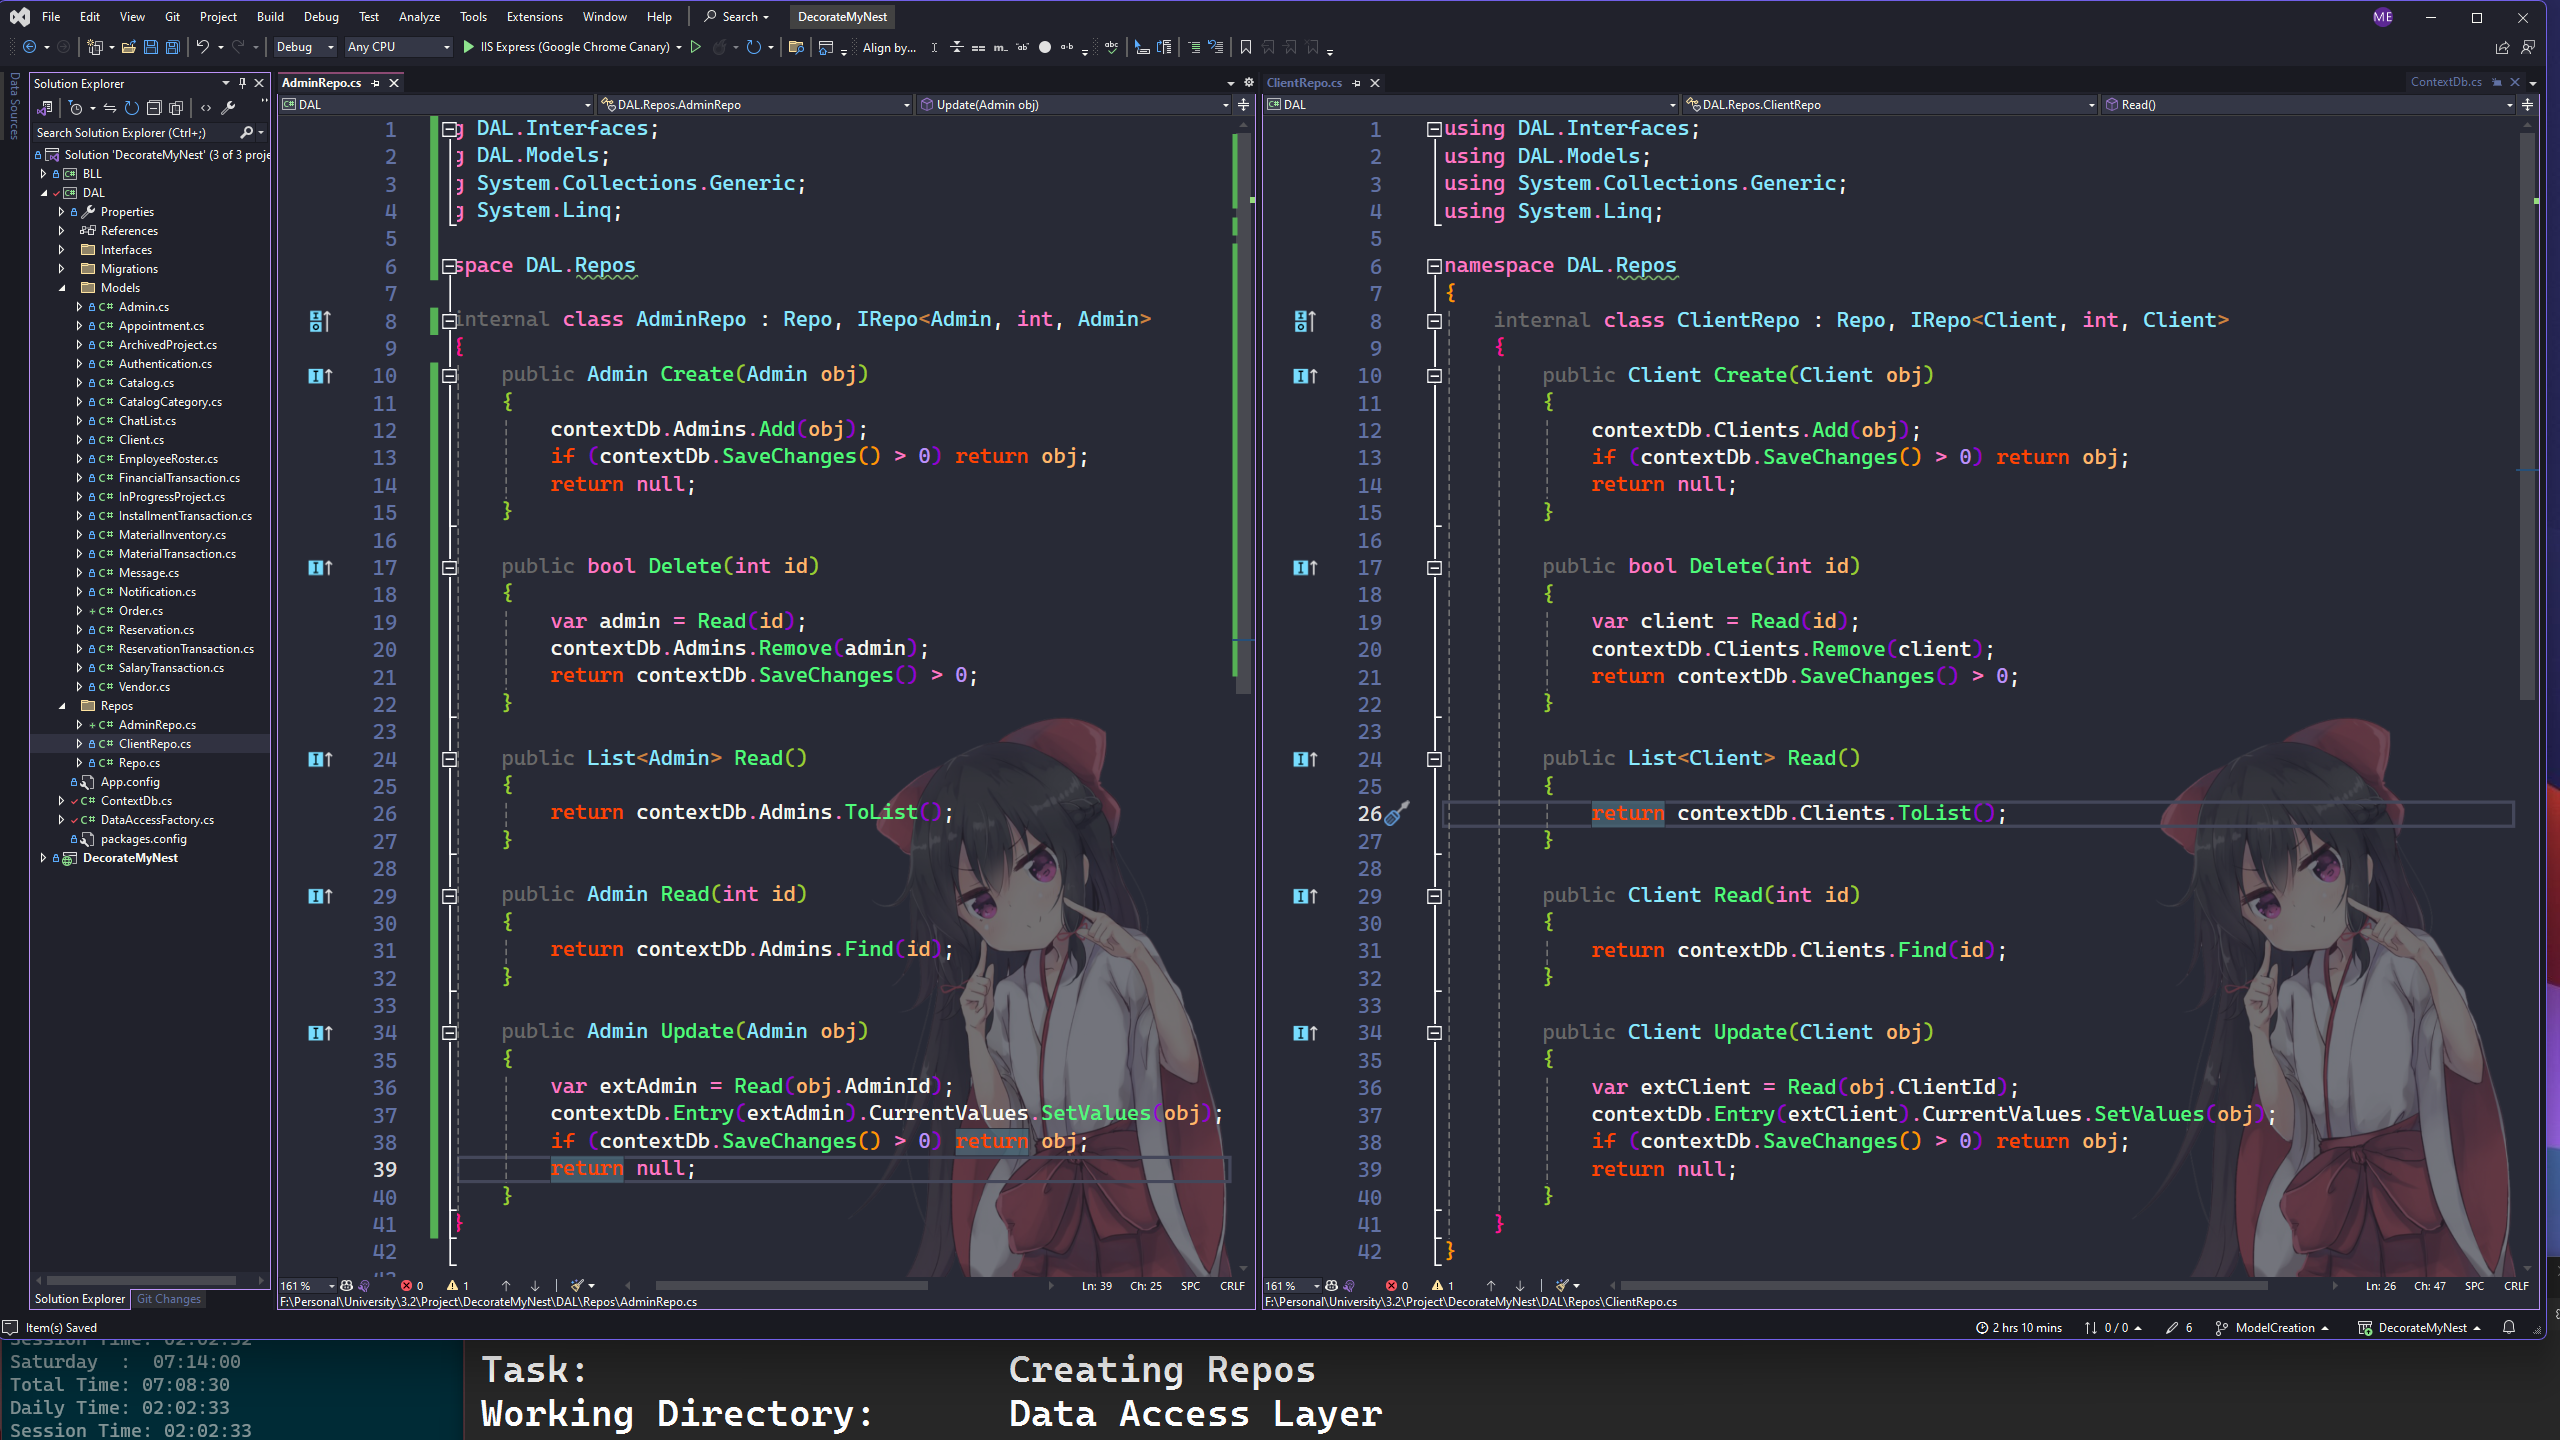 File Edit View Git Project Build Debug Test Analyze Tools Extensions Window Help Search DecorateMyNest ME
Debug Any CPU IIS Express (Google Chrome Canary) Align by...
Data Sources
Solution Explorer
Search Solution Explorer (Ctrl+;)
Solution 'DecorateMyNest' (3 of 3 proje
BLL
DAL
Properties
References
Interfaces
Migrations
Models
C# Admin.cs
C# Appointment.cs
C# ArchivedProject.cs
C# Authentication.cs
C# Catalog.cs
C# CatalogCategory.cs
C# ChatList.cs
C# Client.cs
C# EmployeeRoster.cs
C# FinancialTransaction.cs
C# InProgressProject.cs
C# InstallmentTransaction.cs
C# MaterialInventory.cs
C# MaterialTransaction.cs
C# Message.cs
C# Notification.cs
+ C# Order.cs
C# Reservation.cs
C# ReservationTransaction.cs
C# SalaryTransaction.cs
C# Vendor.cs
Repos
+ C# AdminRepo.cs
C# ClientRepo.cs
C# Repo.cs
App.config
C# ContextDb.cs
C# DataAccessFactory.cs
packages.config
DecorateMyNest
Solution Explorer Git Changes
AdminRepo.cs
DAL DAL.Repos.AdminRepo Update(Admin obj)
1 g DAL.Interfaces;
2 g DAL.Models;
3 g System.Collections.Generic;
4 g System.Linq;
5
6 space DAL.Repos
7
8 internal class AdminRepo : Repo, IRepo<Admin, int, Admin>
9 {
10 public Admin Create(Admin obj)
11 {
12 contextDb.Admins.Add(obj);
13 if (contextDb.SaveChanges() > 0) return obj;
14 return null;
15 }
16
17 public bool Delete(int id)
18 {
19 var admin = Read(id);
20 contextDb.Admins.Remove(admin);
21 return contextDb.SaveChanges() > 0;
22 }
23
24 public List<Admin> Read()
25 {
26 return contextDb.Admins.ToList();
27 }
28
29 public Admin Read(int id)
30 {
31 return contextDb.Admins.Find(id);
32 }
33
34 public Admin Update(Admin obj)
35 {
36 var extAdmin = Read(obj.AdminId);
37 contextDb.Entry(extAdmin).CurrentValues.SetValues(obj);
38 if (contextDb.SaveChanges() > 0) return obj;
39 return null;
40 }
41 }
42
161 % 0 1 Ln: 39 Ch: 25 SPC CRLF
F:\Personal\University\3.2\Project\DecorateMyNest\DAL\Repos\AdminRepo.cs
ClientRepo.cs ContextDb.cs
DAL DAL.Repos.ClientRepo Read()
1 using DAL.Interfaces;
2 using DAL.Models;
3 using System.Collections.Generic;
4 using System.Linq;
5
6 namespace DAL.Repos
7 {
8 internal class ClientRepo : Repo, IRepo<Client, int, Client>
9 {
10 public Client Create(Client obj)
11 {
12 contextDb.Clients.Add(obj);
13 if (contextDb.SaveChanges() > 0) return obj;
14 return null;
15 }
16
17 public bool Delete(int id)
18 {
19 var client = Read(id);
20 contextDb.Clients.Remove(client);
21 return contextDb.SaveChanges() > 0;
22 }
23
24 public List<Client> Read()
25 {
26 return contextDb.Clients.ToList();
27 }
28
29 public Client Read(int id)
30 {
31 return contextDb.Clients.Find(id);
32 }
33
34 public Client Update(Client obj)
35 {
36 var extClient = Read(obj.ClientId);
37 contextDb.Entry(extClient).CurrentValues.SetValues(obj);
38 if (contextDb.SaveChanges() > 0) return obj;
39 return null;
40 }
41 }
42 }
161 % 0 1 Ln: 26 Ch: 47 SPC CRLF
F:\Personal\University\3.2\Project\DecorateMyNest\DAL\Repos\ClientRepo.cs
Item(s) Saved 2 hrs 10 mins 0 / 0 6 ModelCreation DecorateMyNest
Session Time: 02:02:32
Saturday : 07:14:00
Total Time: 07:08:30
Daily Time: 02:02:33
Session Time: 02:02:33
Task: Creating Repos
Working Directory: Data Access Layer